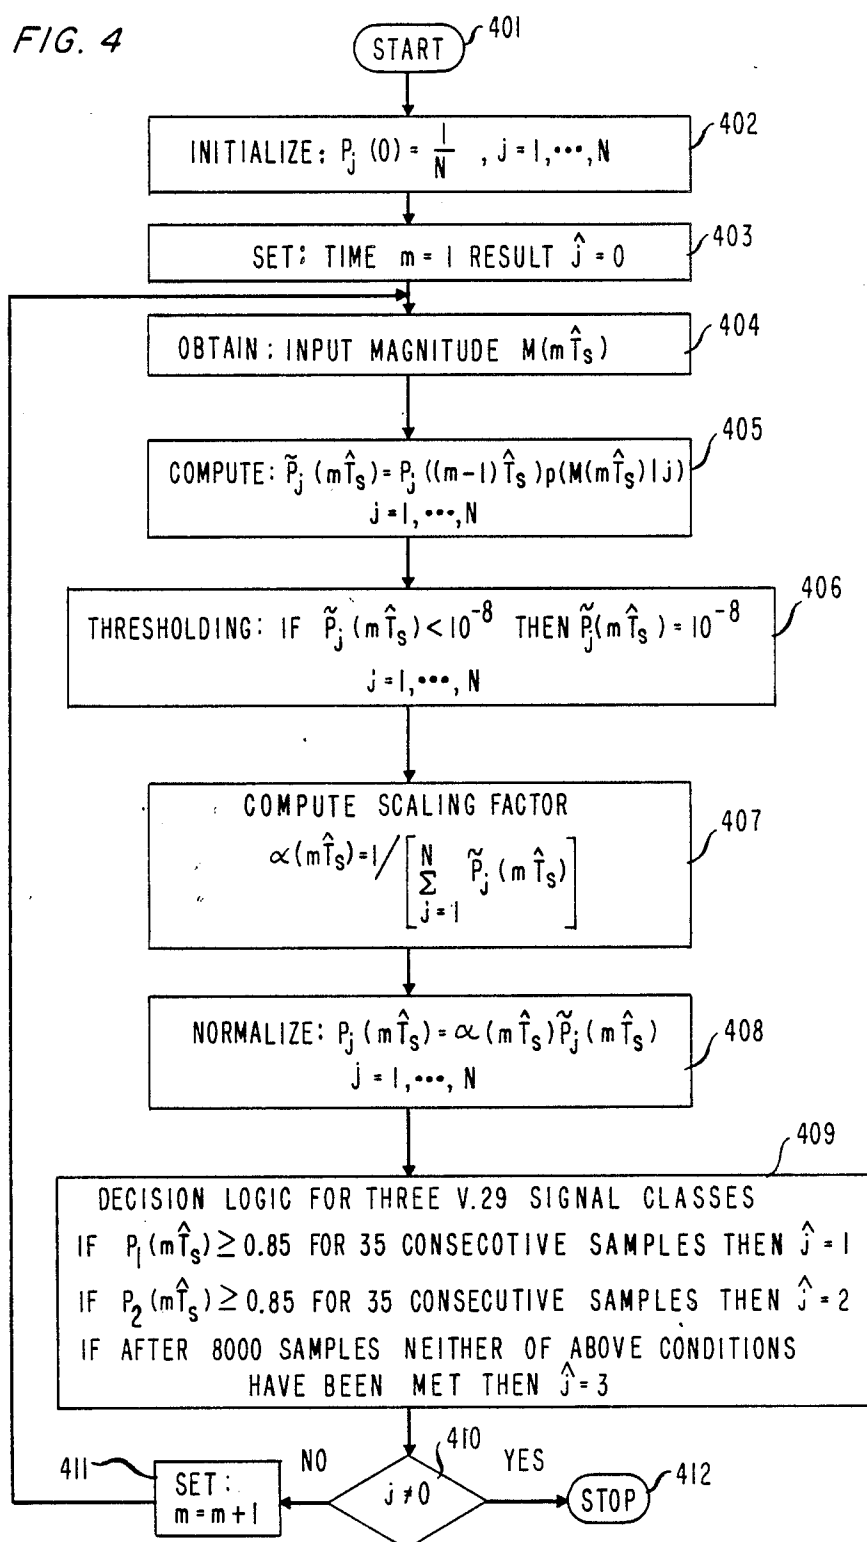 FIG. 4
START
401
402
INITIALIZE: P_j (0) = 1/N , j = 1, ..., N
403
SET: TIME m = 1 RESULT ĵ = 0
404
OBTAIN: INPUT MAGNITUDE M(mT̂_S)
405
COMPUTE: P̃_j (mT̂_S) = P_j ((m-1) T̂_S) p(M(mT̂_S) | j)
j = 1, ..., N
406
THRESHOLDING: IF P̃_j (mT̂_S) < 10^-8 THEN P̃_j (mT̂_S) = 10^-8
j = 1, ..., N
COMPUTE SCALING FACTOR
407
∝(mT̂_S) = 1/[N Σ j = 1 P̃_j (mT̂_S)]
NORMALIZE: P_j (mT̂_S) = ∝(mT̂_S) P̃_j (mT̂_S)
408
j = 1, ..., N
409
DECISION LOGIC FOR THREE V.29 SIGNAL CLASSES
IF P_1 (mT̂_S) ≥ 0.85 FOR 35 CONSECOTIVE SAMPLES THEN ĵ = 1
IF P_2 (mT̂_S) ≥ 0.85 FOR 35 CONSECUTIVE SAMPLES THEN ĵ = 2
IF AFTER 8000 SAMPLES NEITHER OF ABOVE CONDITIONS
HAVE BEEN MET THEN ĵ = 3
410
411
NO
YES
412
SET:
m = m + 1
j ≠ 0
STOP